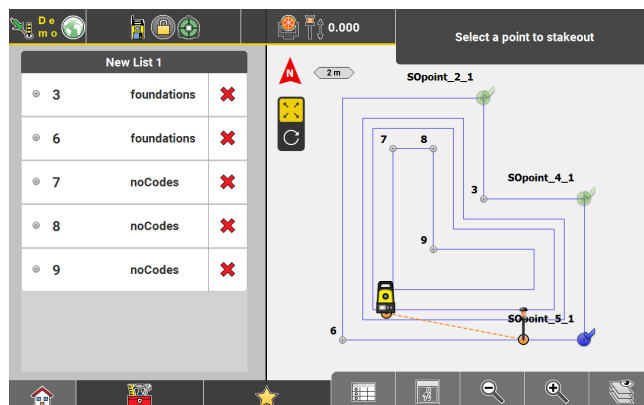 De
mo
0.000
Select a point to stakeout
New List 1
3 foundations
6 foundations
7 noCodes
8 noCodes
9 noCodes
N
2 m
SOpoint_2_1
7
8
3
SOpoint_4_1
9
SOpoint_5_1
6